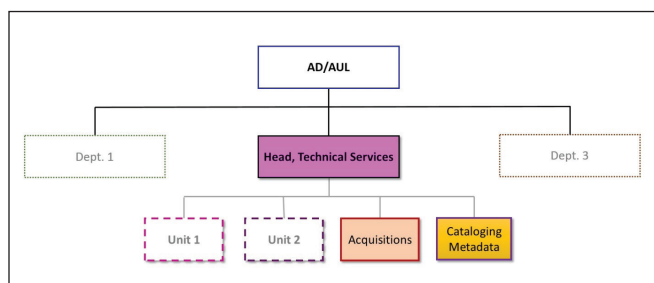 AD/AUL
Dept. 1
Head, Technical Services
Dept. 3
Unit 1
Unit 2
Acquisitions
Cataloging
Metadata